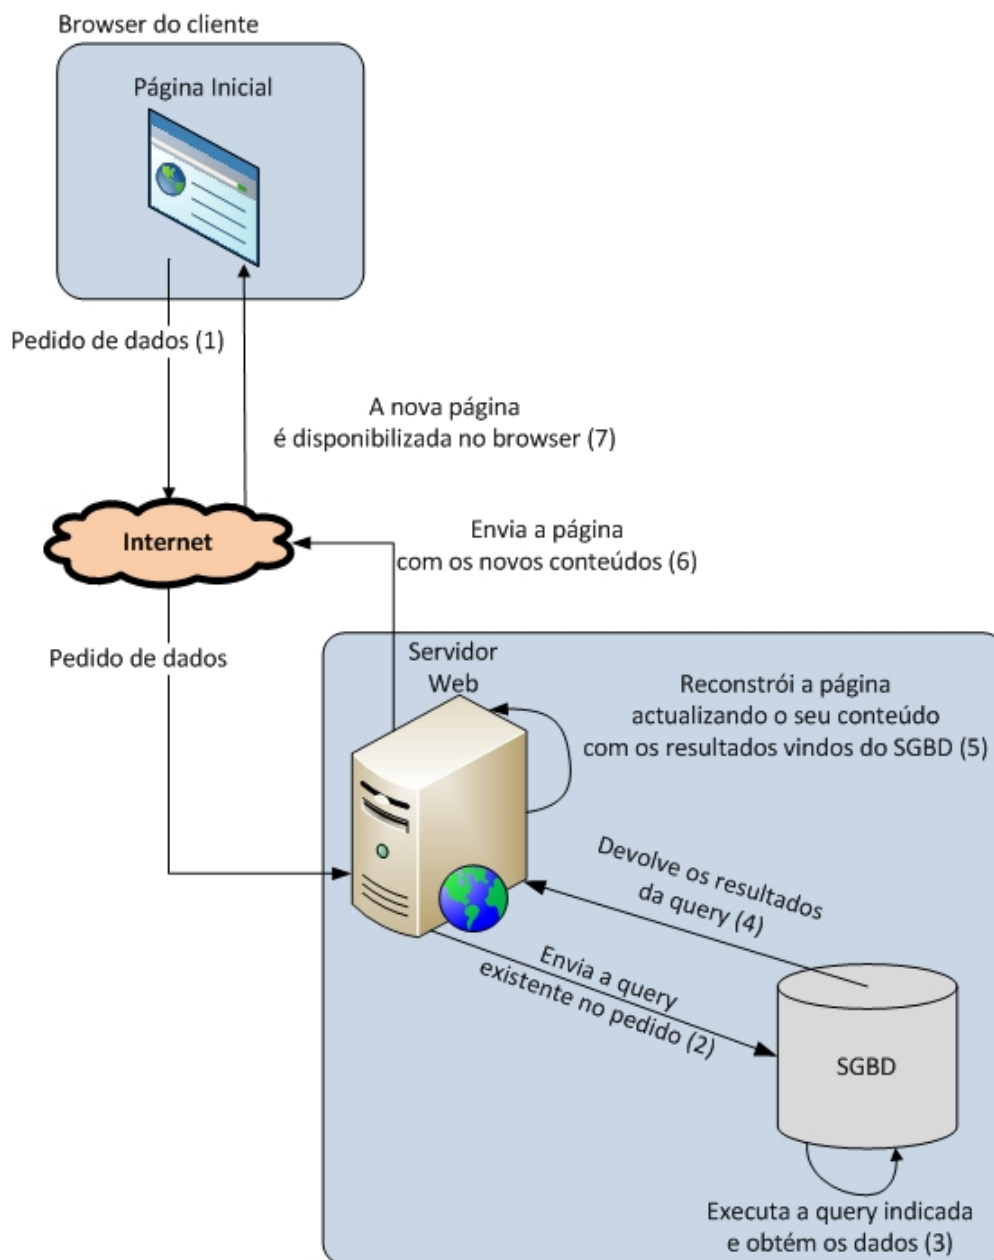 Browser do cliente
Página Inicial
Pedido de dados (1)
A nova página
é disponibilizada no browser (7)
Internet
Envia a página
com os novos conteúdos (6)
Pedido de dados
Servidor
Web
Reconstrói a página
actualizando o seu conteúdo
com os resultados vindos do SGBD (5)
Devolve os resultados
da query (4)
Envia a query
existente no pedido (2)
SGBD
Executa a query indicada
e obtém os dados (3)